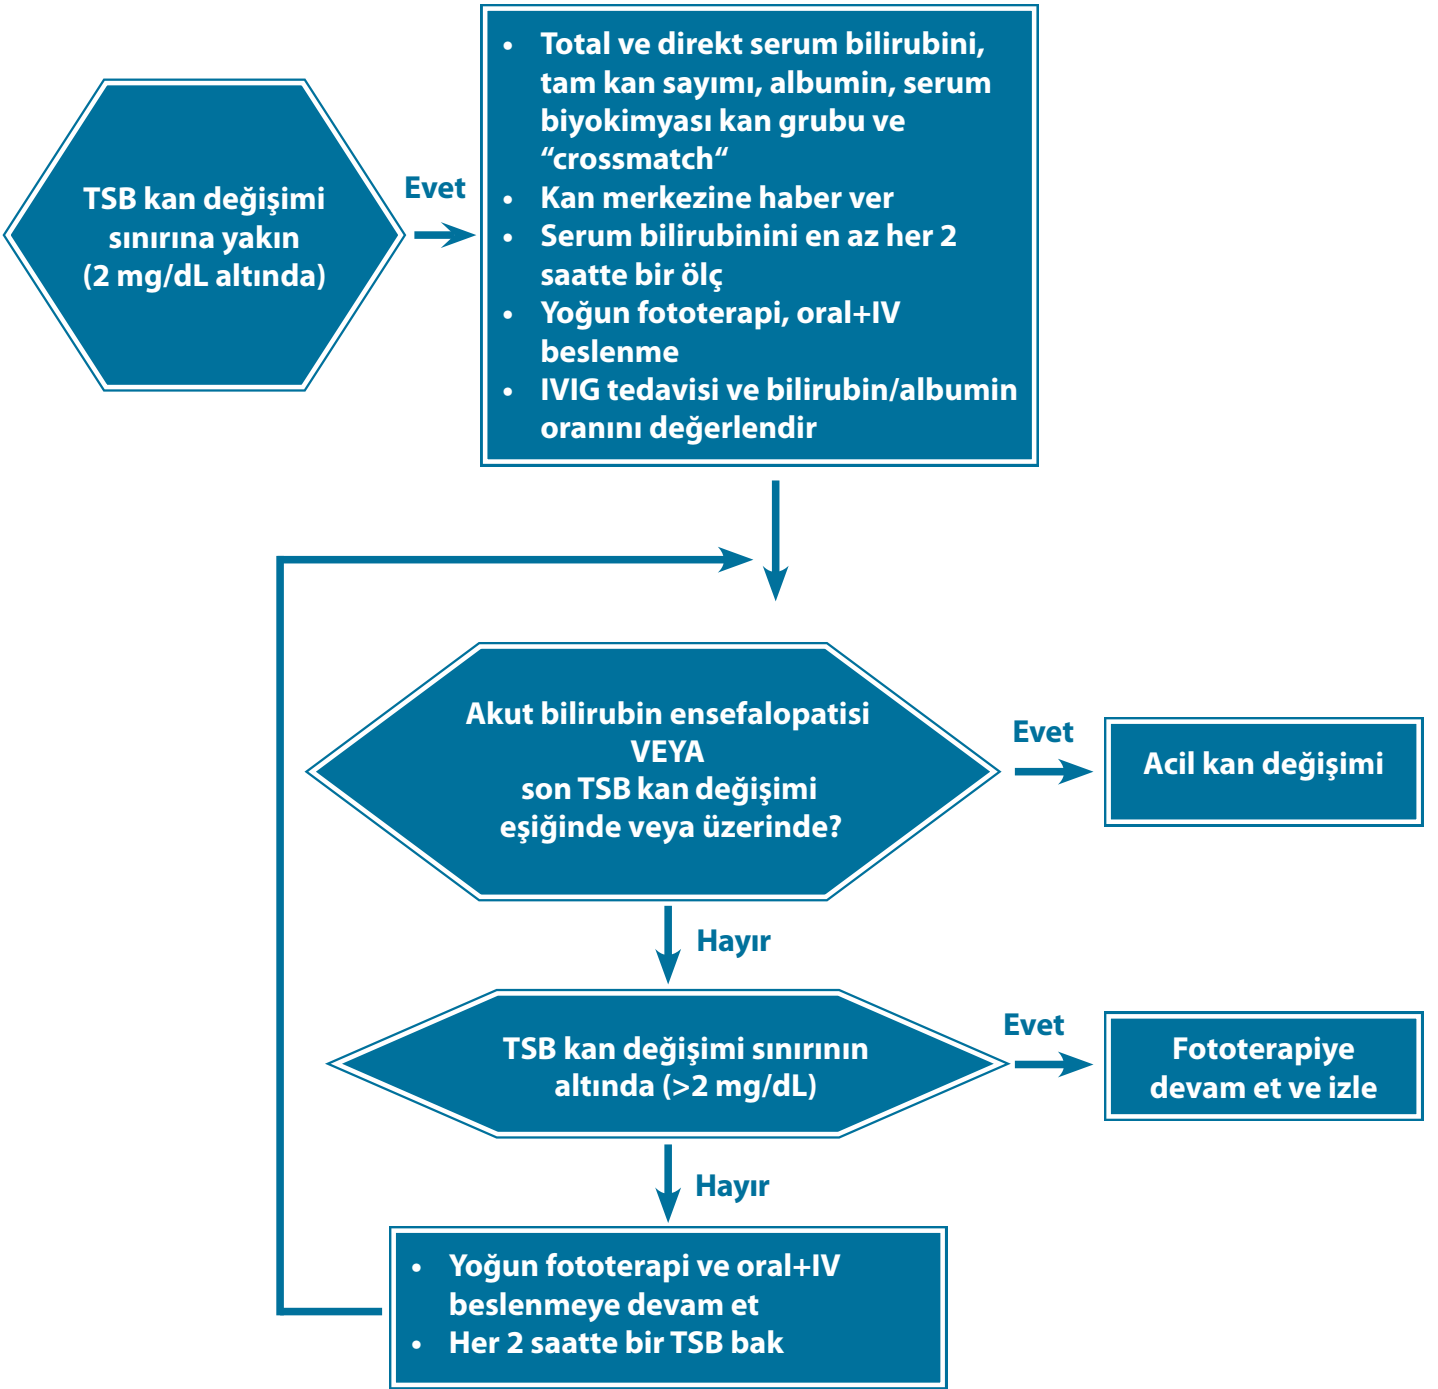 TSB kan değişimi
sınırına yakın
(2 mg/dL altında)
Evet
• Total ve direkt serum bilirubini,
tam kan sayımı, albumin, serum
biyokimyası kan grubu ve
“crossmatch“
• Kan merkezine haber ver
• Serum bilirubinini en az her 2
saatte bir ölç
• Yoğun fototerapi, oral+IV
beslenme
• IVIG tedavisi ve bilirubin/albumin
oranını değerlendir
Akut bilirubin ensefalopatisi
VEYA
son TSB kan değişimi
eşiğinde veya üzerinde?
Evet
Acil kan değişimi
Hayır
TSB kan değişimi sınırının
altında (>2 mg/dL)
Evet
Fototerapiye
devam et ve izle
Hayır
• Yoğun fototerapi ve oral+IV
beslenmeye devam et
• Her 2 saatte bir TSB bak